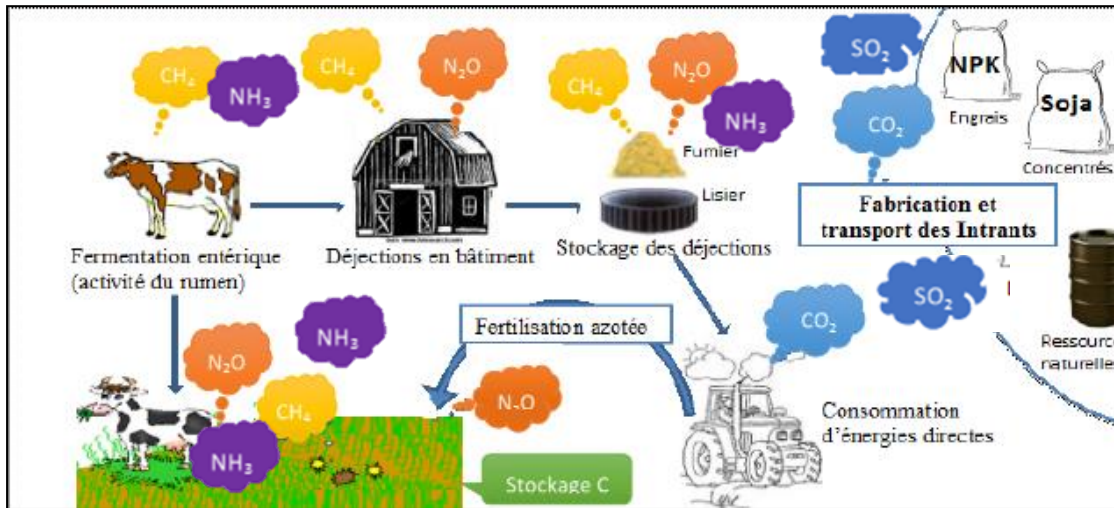 CH₄
NH₃
CH₄
N₂O
CH₄
N₂O
NH₃
SO₂
NPK
Engrais
Soja
Concentrés
CO₂
Fumier
Lisier
Fabrication et
transport des Intrants
Fermentation entérique
(activité du rumen)
Déjections en bâtiment
Stockage des déjections
SO₂
Ressource
naturelle
NH₃
Fertilisation azotée
CO₂
N₂O
CH₄
N₂O
NH₃
Consommation
d'énergies directes
Stockage C